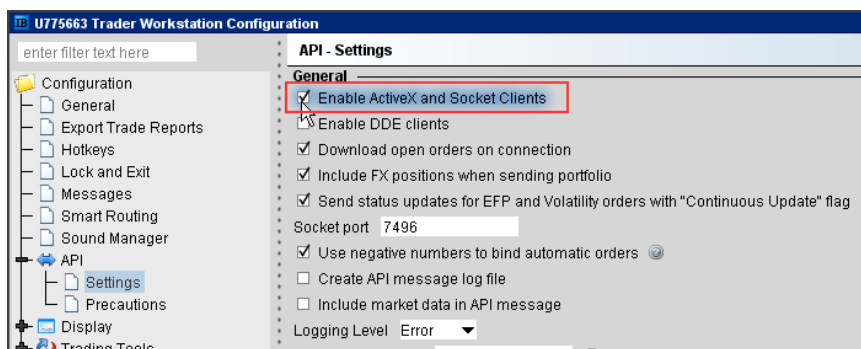 IB U775663 Trader Workstation Configuration
enter filter text here
Configuration
General
Export Trade Reports
Hotkeys
Lock and Exit
Messages
Smart Routing
Sound Manager
API
Settings
Precautions
Display
Trading Tools
API - Settings
General
Enable ActiveX and Socket Clients
Enable DDE clients
Download open orders on connection
Include FX positions when sending portfolio
Send status updates for EFP and Volatility orders with "Continuous Update" flag
Socket port 7496
Use negative numbers to bind automatic orders
Create API message log file
Include market data in API message
Logging Level Error